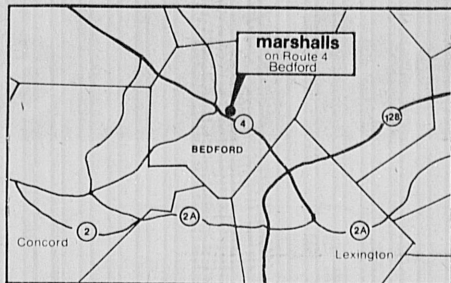 marshalls
on Route 4
Bedford
128
4
BEDFORD
2
2A
2A
Concord
Lexington